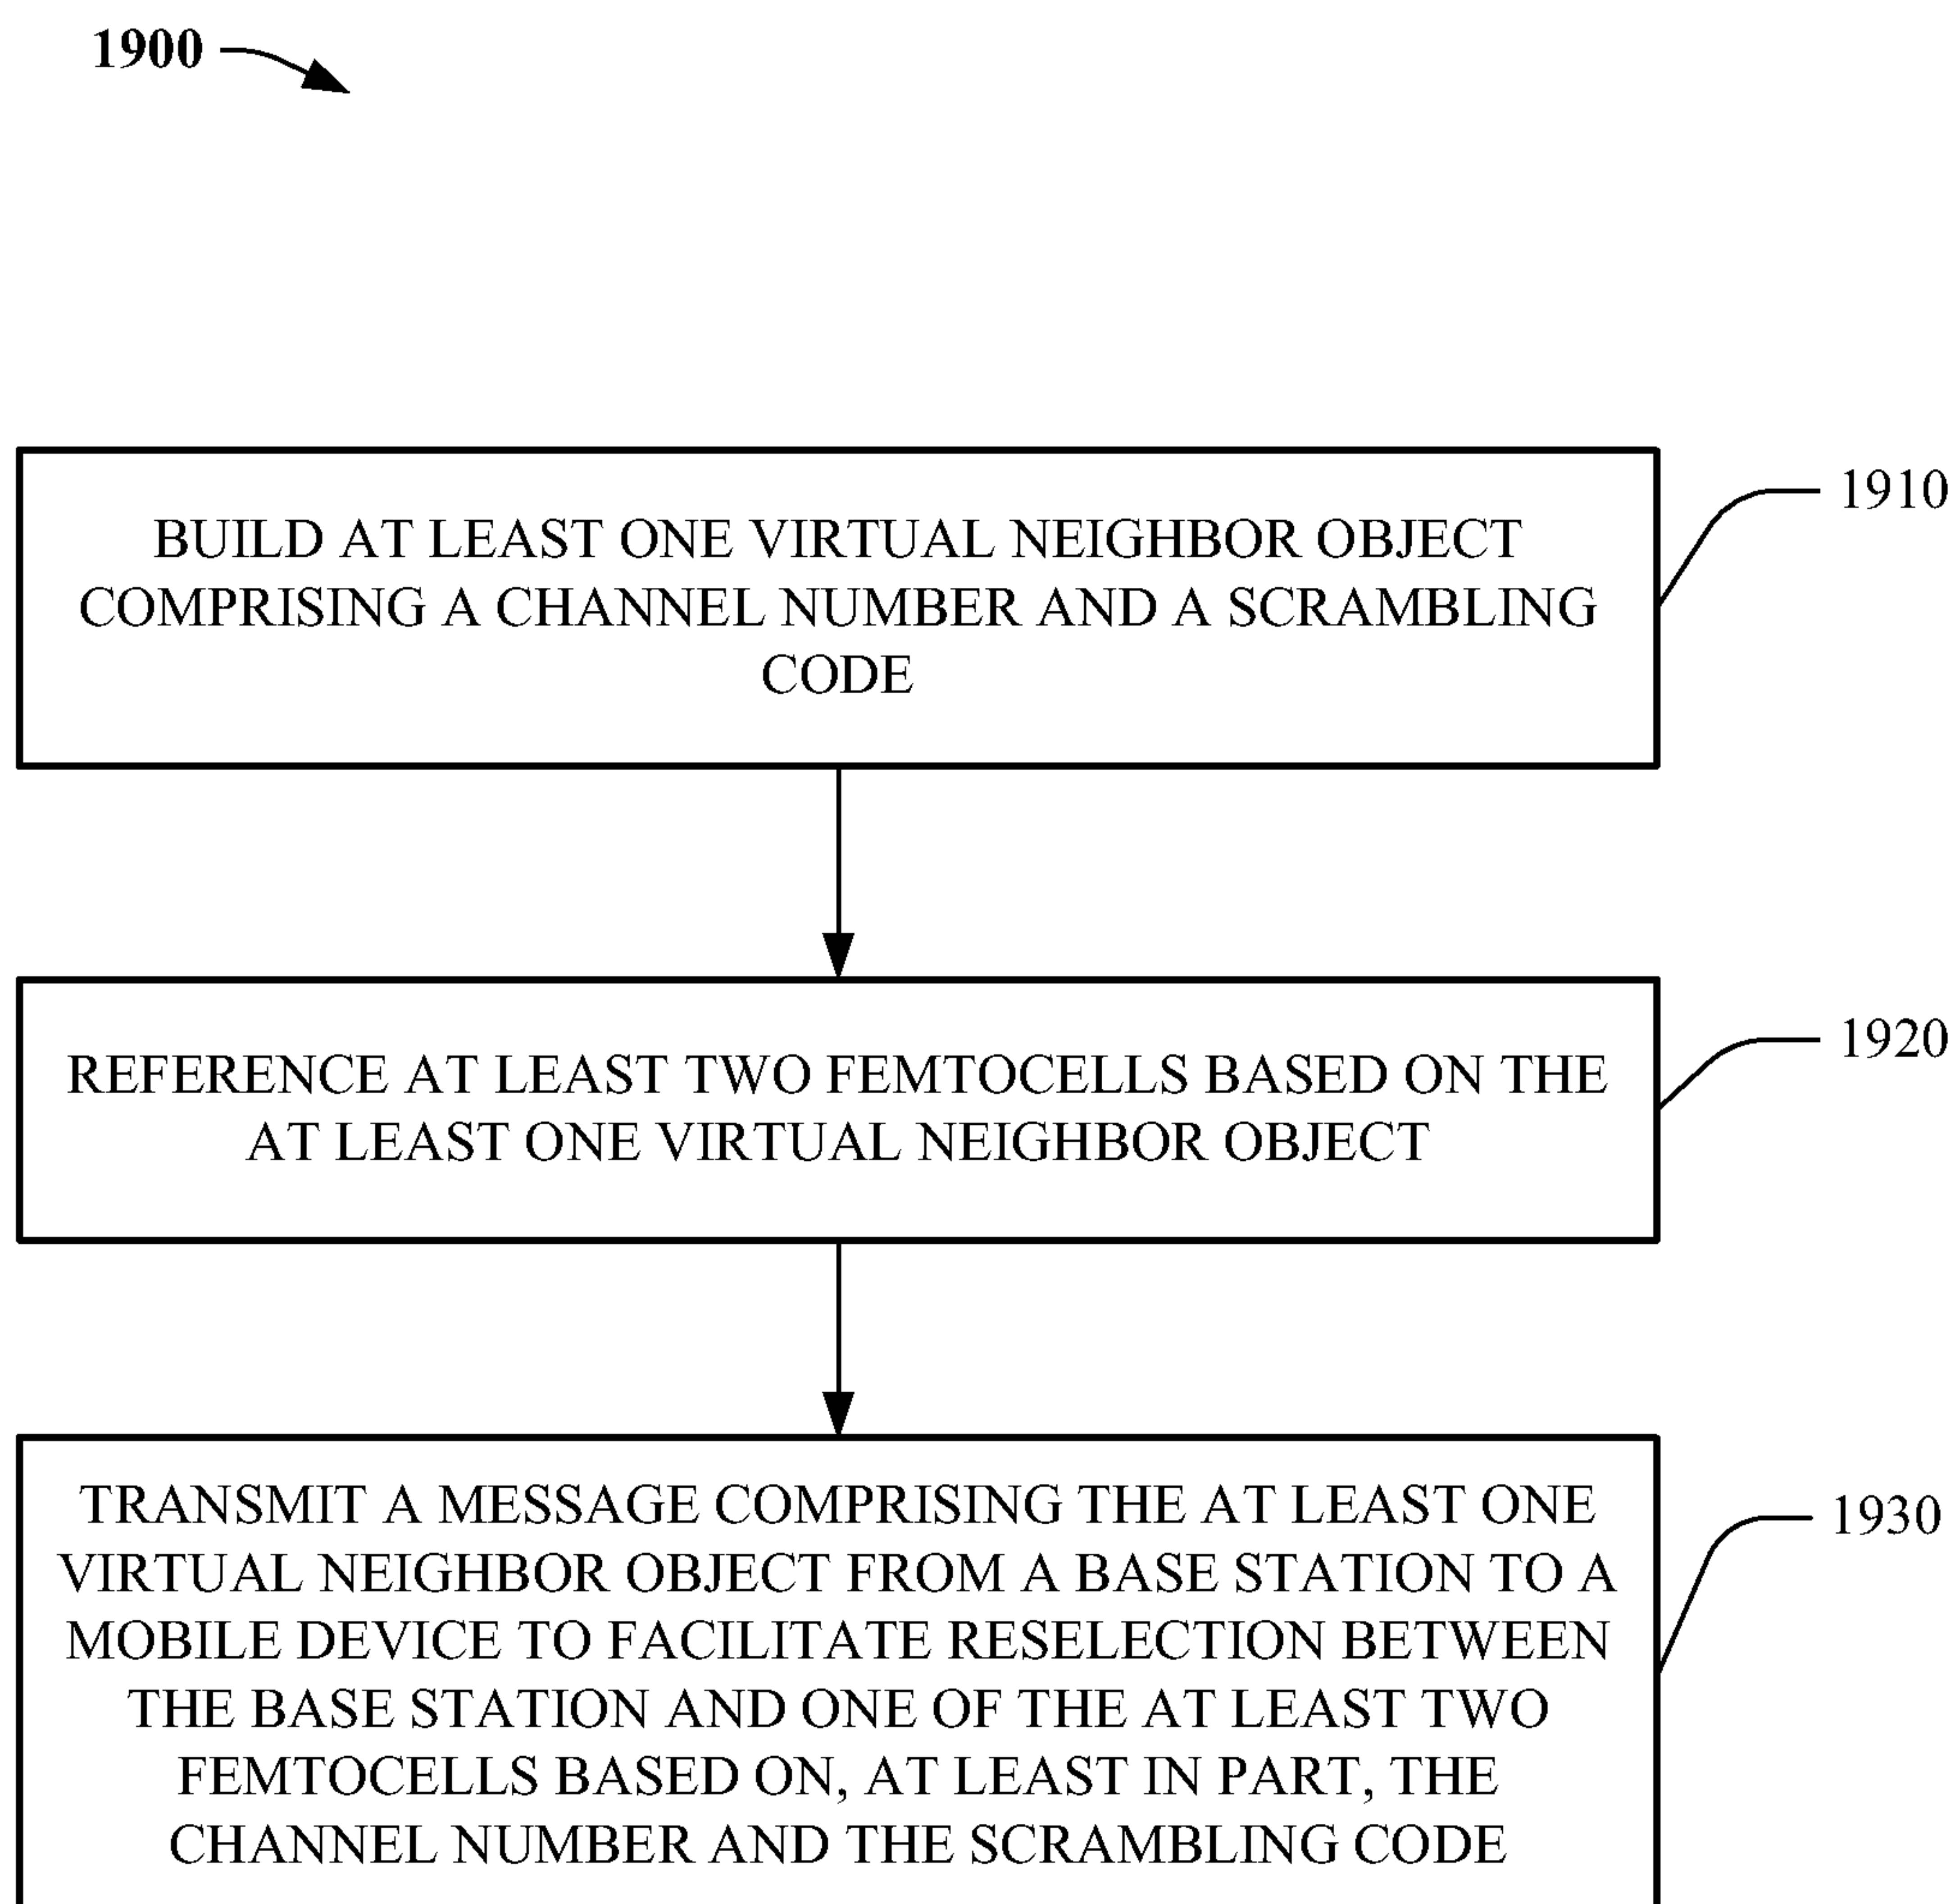 1900
BUILD AT LEAST ONE VIRTUAL NEIGHBOR OBJECT
COMPRISING A CHANNEL NUMBER AND A SCRAMBLING
CODE
1910
REFERENCE AT LEAST TWO FEMTOCELLS BASED ON THE
AT LEAST ONE VIRTUAL NEIGHBOR OBJECT
1920
TRANSMIT A MESSAGE COMPRISING THE AT LEAST ONE
VIRTUAL NEIGHBOR OBJECT FROM A BASE STATION TO A
MOBILE DEVICE TO FACILITATE RESELECTION BETWEEN
THE BASE STATION AND ONE OF THE AT LEAST TWO
FEMTOCELLS BASED ON, AT LEAST IN PART, THE
CHANNEL NUMBER AND THE SCRAMBLING CODE
1930